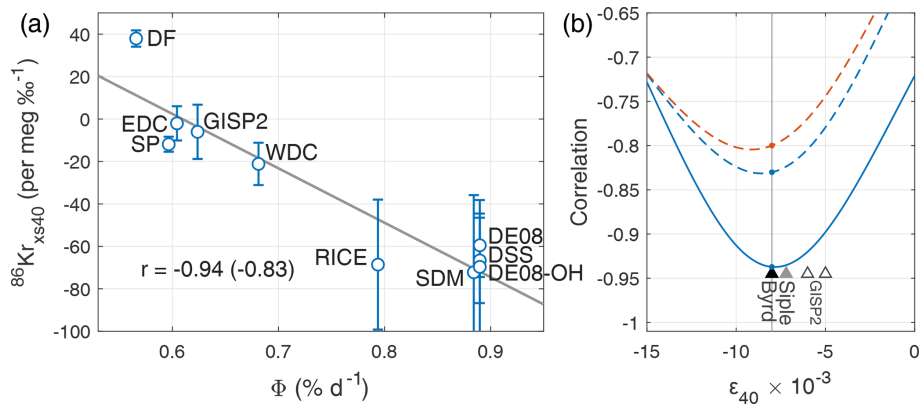 (a)
60
40
20
0
-20
-40
-60
-80
-100
⁸⁶Kr_xs40 (per meg ‰⁻¹)
DF
EDC
GISP2
SP
WDC
RICE
SDM
DE08
DSS
DE08-OH
r = -0.94 (-0.83)
0.6 0.7 0.8 0.9
Φ (% d⁻¹)
(b)
-0.65
-0.7
-0.75
-0.8
-0.85
-0.9
-0.95
-1
Correlation
Byrd
Siple
GISP2
-15 -10 -5 0
ε₄₀ × 10⁻³